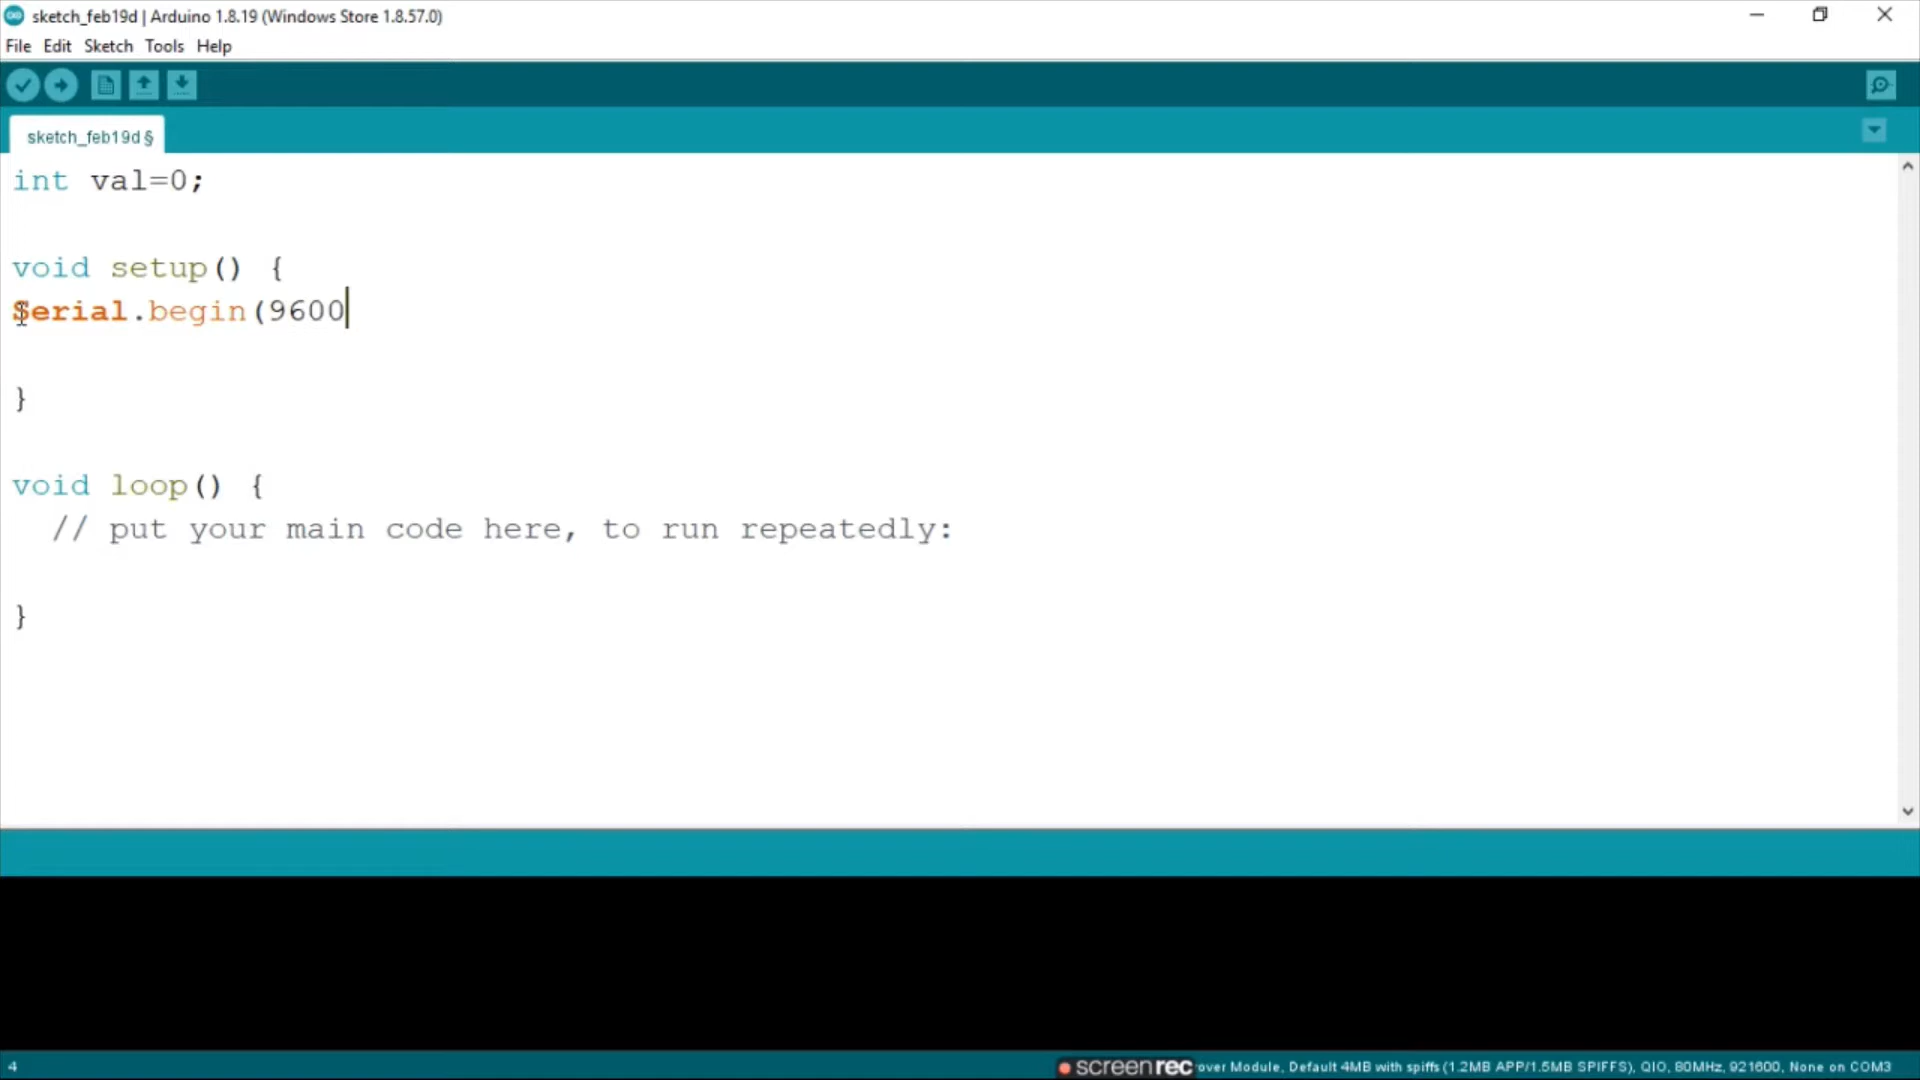 sketch_feb19d | Arduino 1.8.19 (Windows Store 1.8.57.0)
File Edit Sketch Tools Help
sketch_feb19d §
int val=0;
void setup() {
Serial.begin(9600
}
void loop() {
// put your main code here, to run repeatedly:
}
4 screenrec over Module, Default 4MB with spiffs (1.2MB APP/1.5MB SPIFFS), QIO, 80MHz, 921600, None on COM3